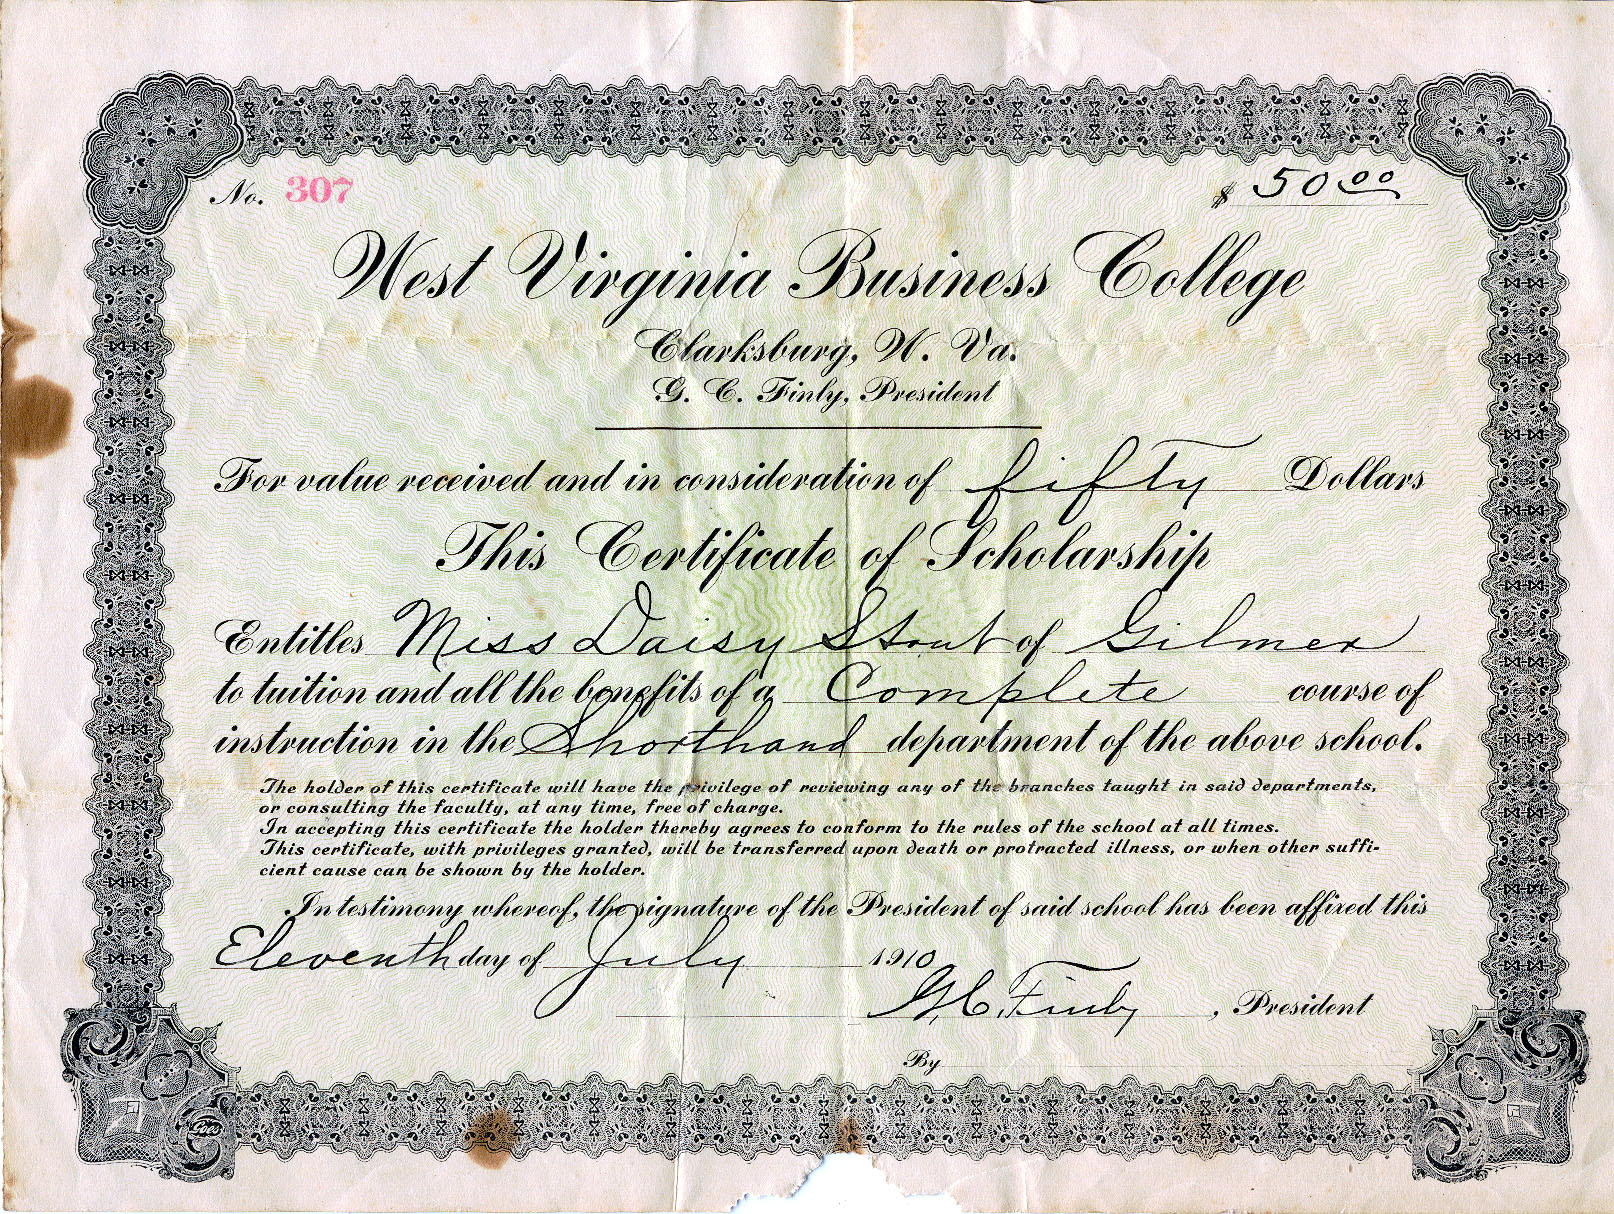 No. 307 $ 50 00
West Virginia Business College
Clarksburg, W. Va.
G. C. Finly, President
For value received and in consideration of fifty Dollars
This Certificate of Scholarship
Entitles Miss Daisy Stout of Gilmer
to tuition and all the benefits of a Complete course of
instruction in the Shorthand department of the above school.
The holder of this certificate will have the privilege of reviewing any of the branches taught in said departments,
or consulting the faculty, at any time, free of charge.
In accepting this certificate the holder thereby agrees to conform to the rules of the school at all times.
This certificate, with privileges granted, will be transferred upon death or protracted illness, or when other suffi-
cient cause can be shown by the holder.
In testimony whereof, the signature of the President of said school has been affixed this
Eleventh day of July 1910
G. C. Finly, President
By